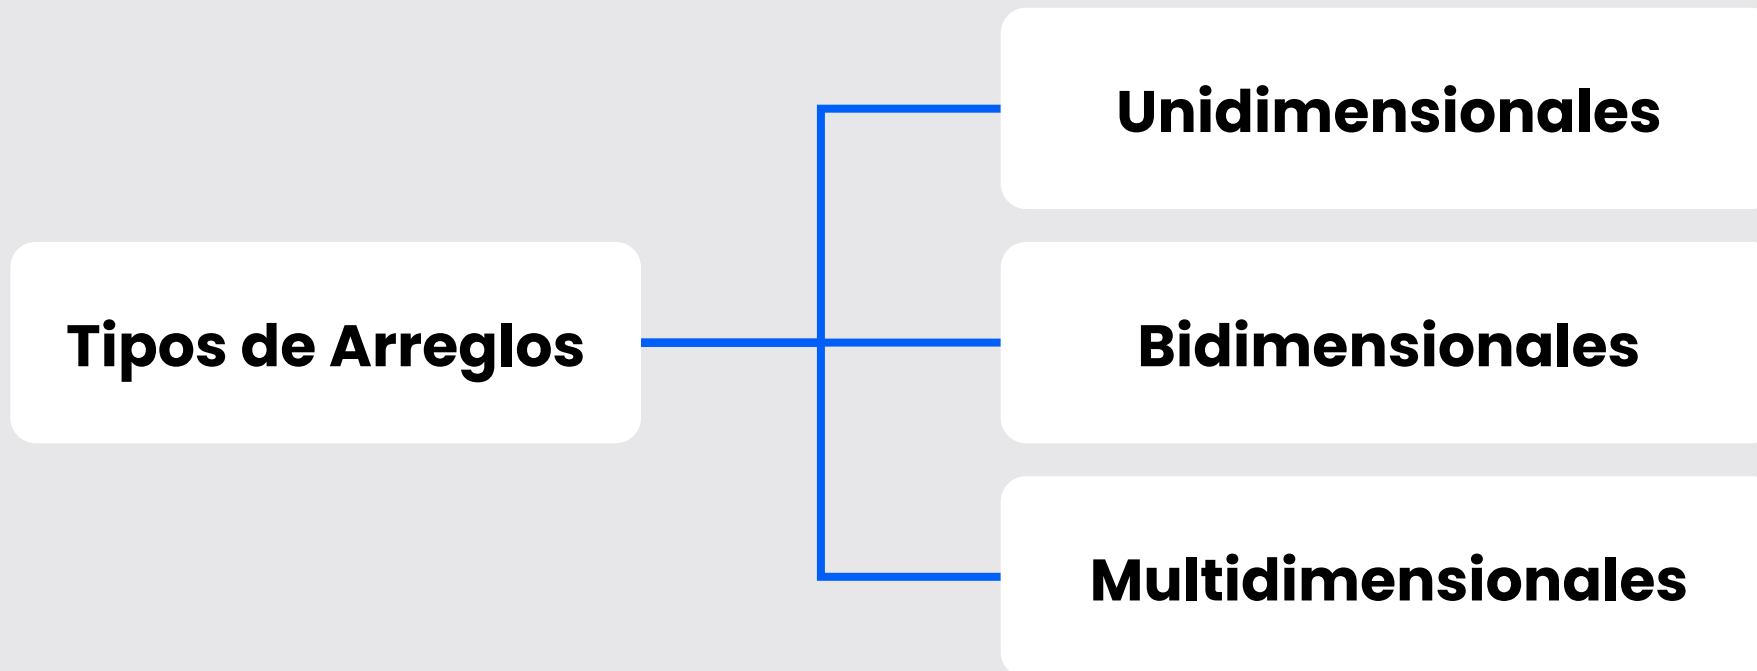 Unidimensionales
Tipos de Arreglos
Bidimensionales
Multidimensionales